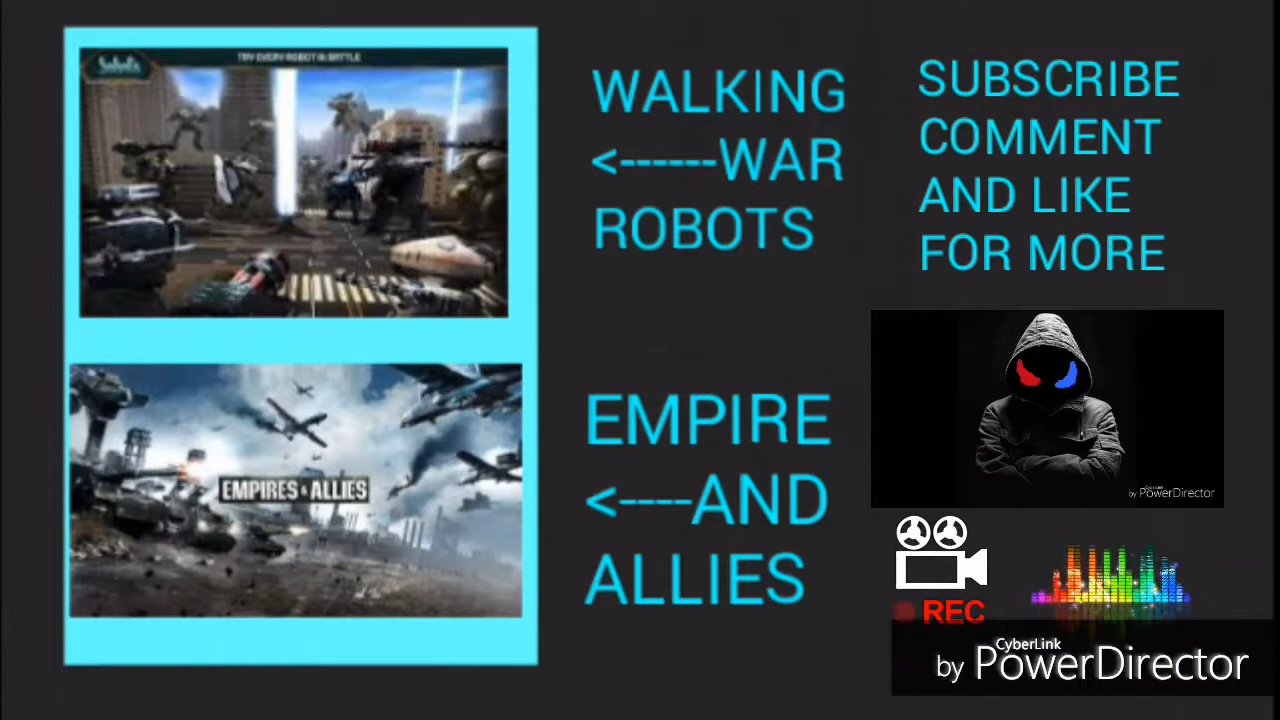 TRY EVERY ROBOT IN BATTLE
WALKING
<------WAR
ROBOTS
SUBSCRIBE
COMMENT
AND LIKE
FOR MORE
EMPIRES & ALLIES
EMPIRE
<----AND
ALLIES
CyberLink
by PowerDirector
REC
CyberLink
by PowerDirector